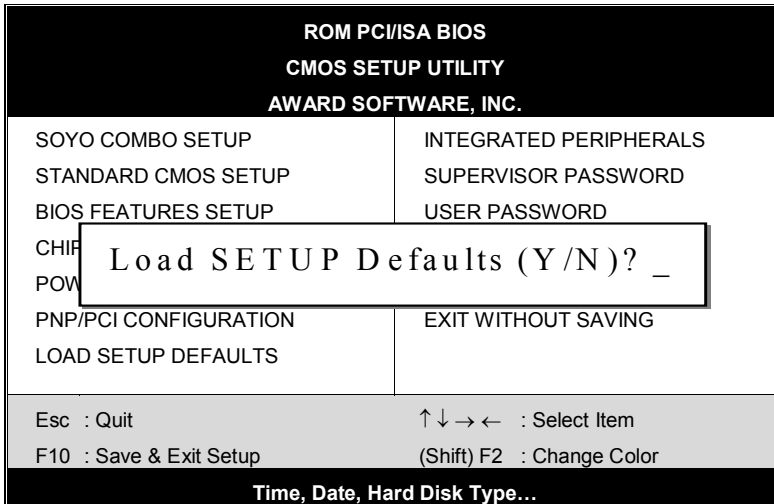 ROM PCI/ISA BIOS
CMOS SETUP UTILITY
AWARD SOFTWARE, INC.
SOYO COMBO SETUP
INTEGRATED PERIPHERALS
STANDARD CMOS SETUP
SUPERVISOR PASSWORD
BIOS FEATURES SETUP
USER PASSWORD
Load SETUP Defaults (Y/N)? _
PNP/PCI CONFIGURATION
EXIT WITHOUT SAVING
LOAD SETUP DEFAULTS
Esc : Quit
↑ ↓ → ← : Select Item
F10 : Save & Exit Setup
(Shift) F2 : Change Color
Time, Date, Hard Disk Type…